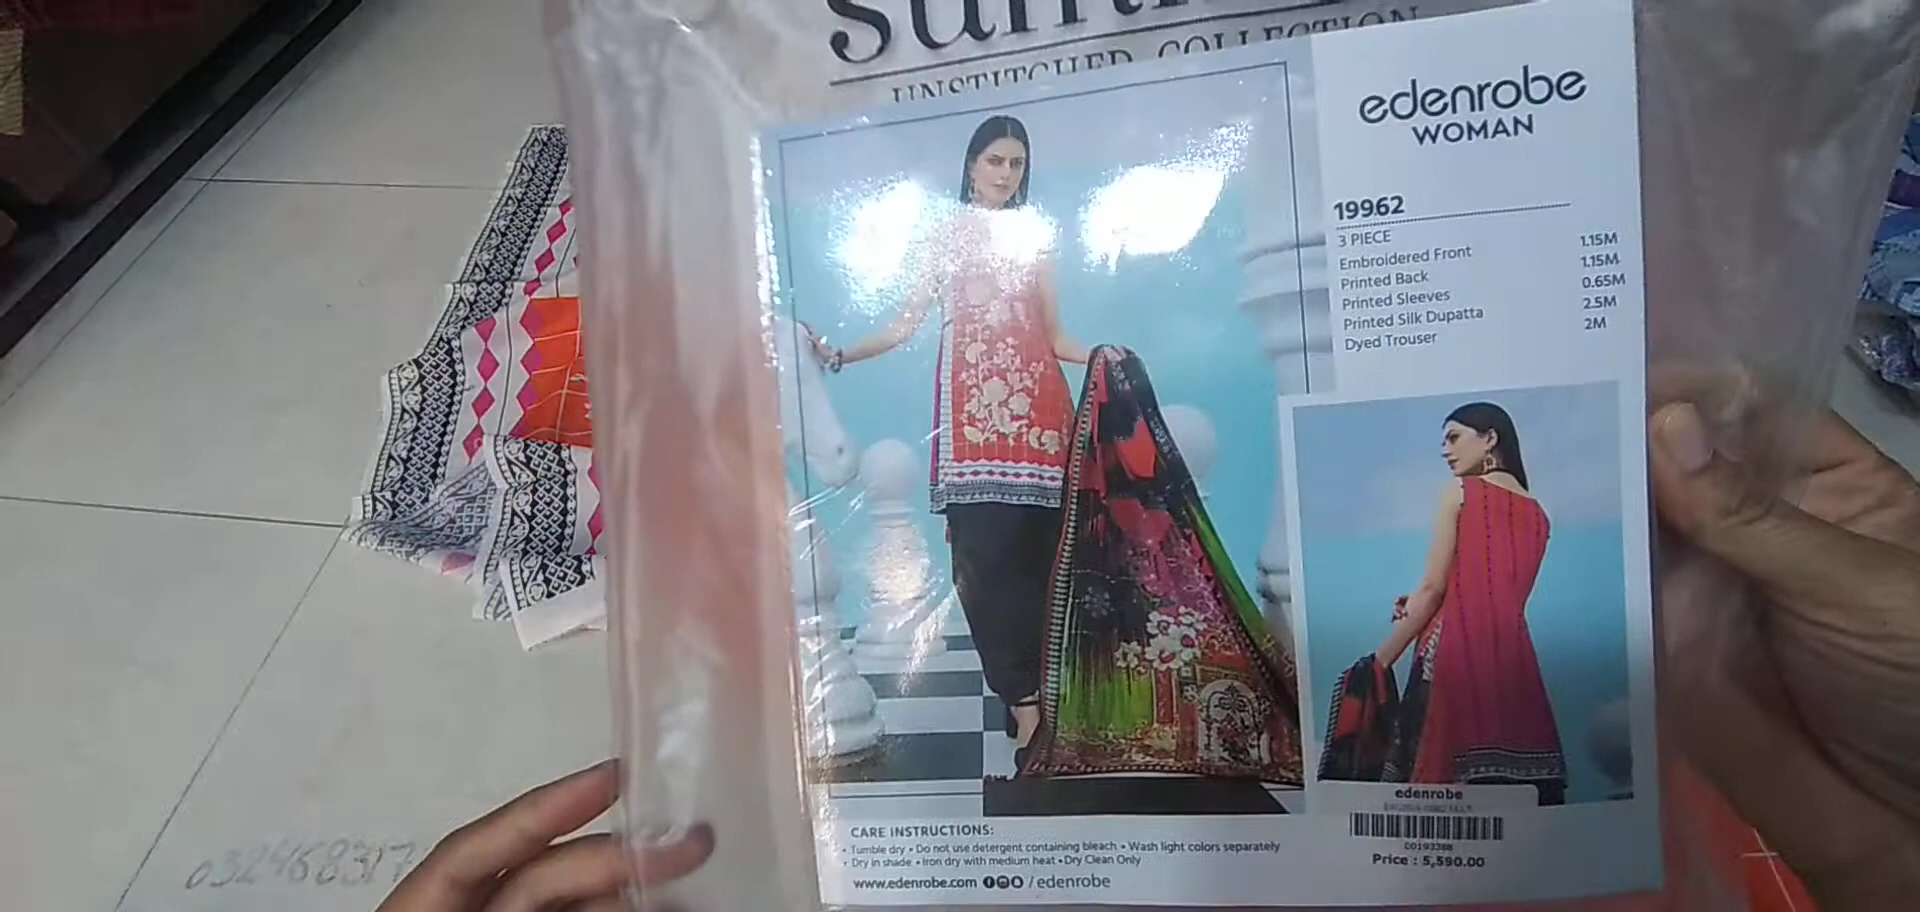 UNSTITCHED COLLECTION
edenrobe
WOMAN
19962
3 PIECE
Embroidered Front 1.15M
Printed Back 1.15M
Printed Sleeves 0.65M
Printed Silk Dupatta 2.5M
Dyed Trouser 2M
edenrobe
Price : 5,590.00
CARE INSTRUCTIONS:
• Tumble dry • Do not use detergent containing bleach • Wash light colors separately
• Dry in shade • Iron dry with medium heat • Dry Clean Only
www.edenrobe.com /edenrobe